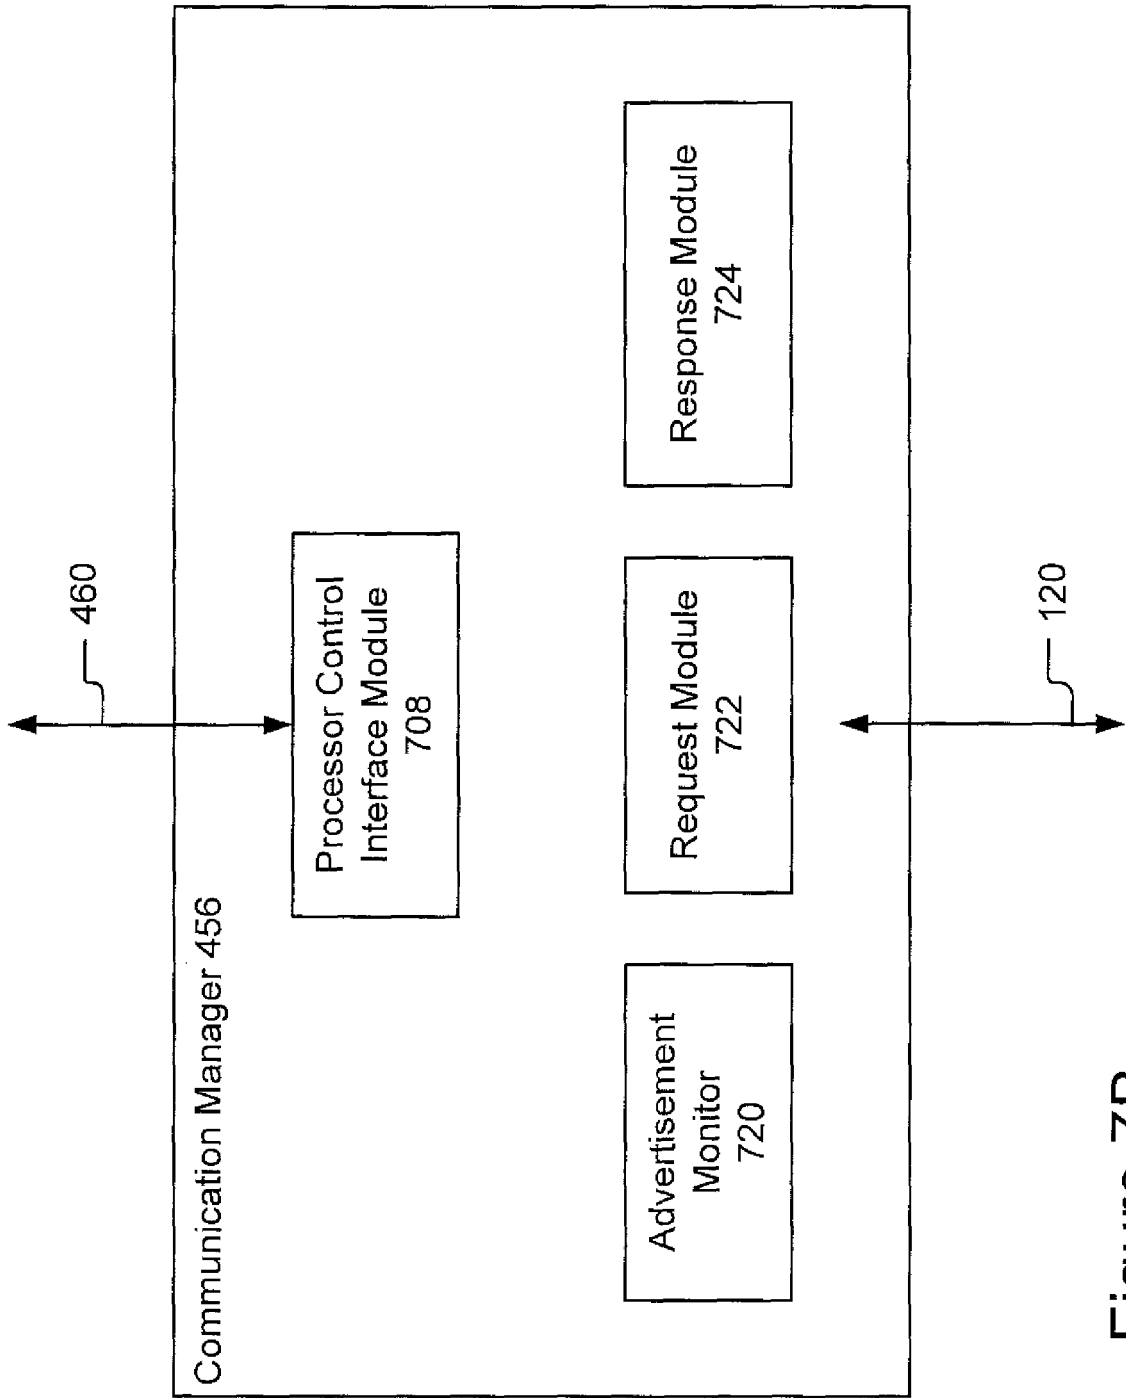 460
Communication Manager 456
Processor Control
Interface Module
708
Advertisement
Monitor
720
Request Module
722
Response Module
724
120
Figure 7B